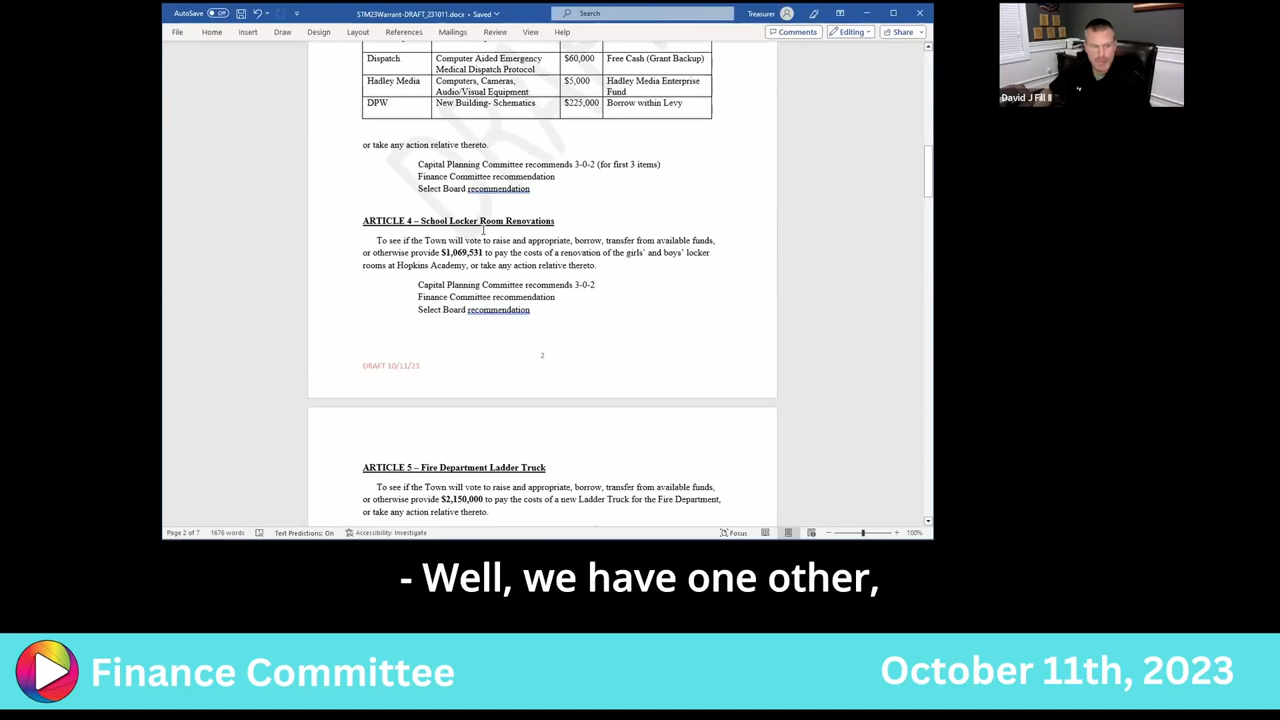 AutoSave Off
STM23Warrant-DRAFT_231011.docx • Saved
Search
Treasurer
File Home Insert Draw Design Layout References Mailings Review View Help
Comments Editing Share
Dispatch Computer Aided Emergency Medical Dispatch Protocol $60,000 Free Cash (Grant Backup)
Hadley Media Computers, Cameras, Audio/Visual Equipment $5,000 Hadley Media Enterprise Fund
DPW New Building- Schematics $225,000 Borrow within Levy
or take any action relative thereto.
Capital Planning Committee recommends 3-0-2 (for first 3 items)
Finance Committee recommendation
Select Board recommendation
ARTICLE 4 – School Locker Room Renovations
To see if the Town will vote to raise and appropriate, borrow, transfer from available funds,
or otherwise provide $1,069,531 to pay the costs of a renovation of the girls’ and boys’ locker
rooms at Hopkins Academy, or take any action relative thereto.
Capital Planning Committee recommends 3-0-2
Finance Committee recommendation
Select Board recommendation
2
DRAFT 10/11/23
ARTICLE 5 – Fire Department Ladder Truck
To see if the Town will vote to raise and appropriate, borrow, transfer from available funds,
or otherwise provide $2,150,000 to pay the costs of a new Ladder Truck for the Fire Department,
or take any action relative thereto.
Page 2 of 7 1676 words Text Predictions: On Accessibility: Investigate Focus 100%
David J Fill II
- Well, we have one other,
Finance Committee
October 11th, 2023